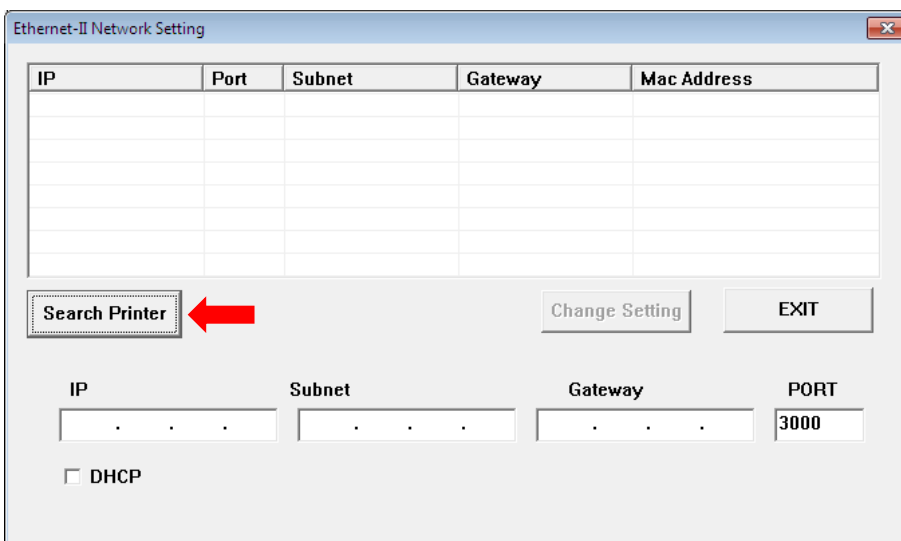 Ethernet-II Network Setting
IP Port Subnet Gateway Mac Address
Search Printer Change Setting EXIT
IP Subnet Gateway PORT
. . . . . . . . . 3000
DHCP